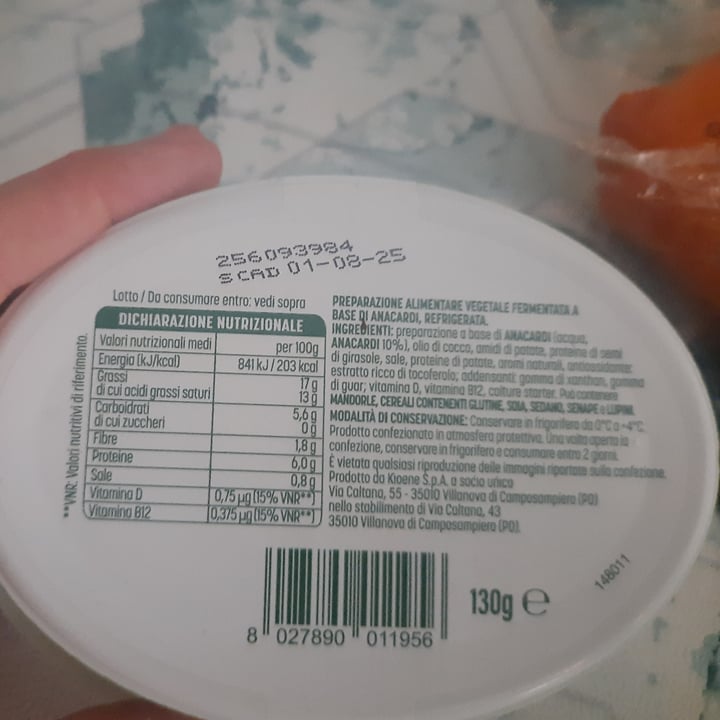 256093984
SCAD 01-08-25
Lotto / Da consumare entro: vedi sopra
DICHIARAZIONE NUTRIZIONALE
Valori nutrizionali medi per 100g
Energia (kJ/kcal) 841 kJ / 203 kcal
Grassi 17 g
di cui acidi grassi saturi 13 g
Carboidrati 5,6 g
di cui zuccheri 0 g
Fibre 1,8 g
Proteine 6,0 g
Sale 0,8 g
Vitamina D 0,75 µg (15% VNR**)
Vitamina B12 0,375 µg (15% VNR**)
**VNR: Valori nutritivi di riferimento.
PREPARAZIONE ALIMENTARE VEGETALE FERMENTATA A
BASE DI ANACARDI, REFRIGERATA.
INGREDIENTI: preparazione a base di ANACARDI (acqua,
ANACARDI 10%), olio di cocco, amidi di patate, proteine di semi
di girasole, sale, proteine di patate, aromi naturali, antiossidante:
estratto ricco di tocoferolo; addensanti: gomma di xanthan, gomma
di guar; vitamina D, vitamina B12, colture starter. Può contenere
MANDORLE, CEREALI CONTENENTI GLUTINE, SOIA, SEDANO, SENAPE e LUPINI.
MODALITÀ DI CONSERVAZIONE: Conservare in frigorifero da 0°C a +4°C.
Prodotto confezionato in atmosfera protettiva. Una volta aperta la
confezione, conservare in frigorifero e consumare entro 2 giorni.
È vietata qualsiasi riproduzione delle immagini riportate sulla confezione.
Prodotto da Kioene S.p.A. a socio unico
Via Caltana, 55 - 35010 Villanova di Camposampiero (PD)
nello stabilimento di Via Caltana, 43
35010 Villanova di Camposampiero (PD).
8 027890 011956
130g e
148011